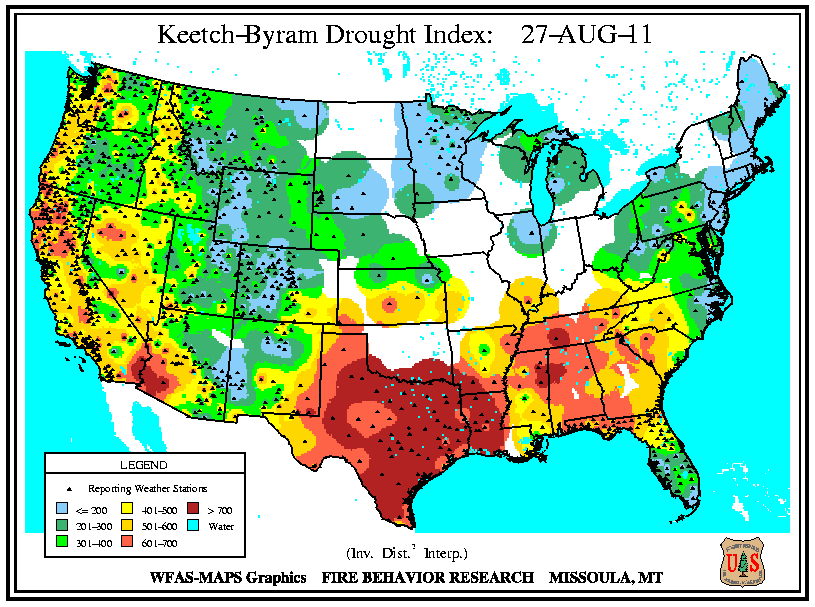 Keetch-Byram Drought Index: 27-AUG-11
LEGEND
Reporting Weather Stations
<= 200 401-500 > 700
201-300 501-600 Water
301-400 601-700
(Inv. Dist.² Interp.)
WFAS-MAPS Graphics FIRE BEHAVIOR RESEARCH MISSOULA, MT
U S